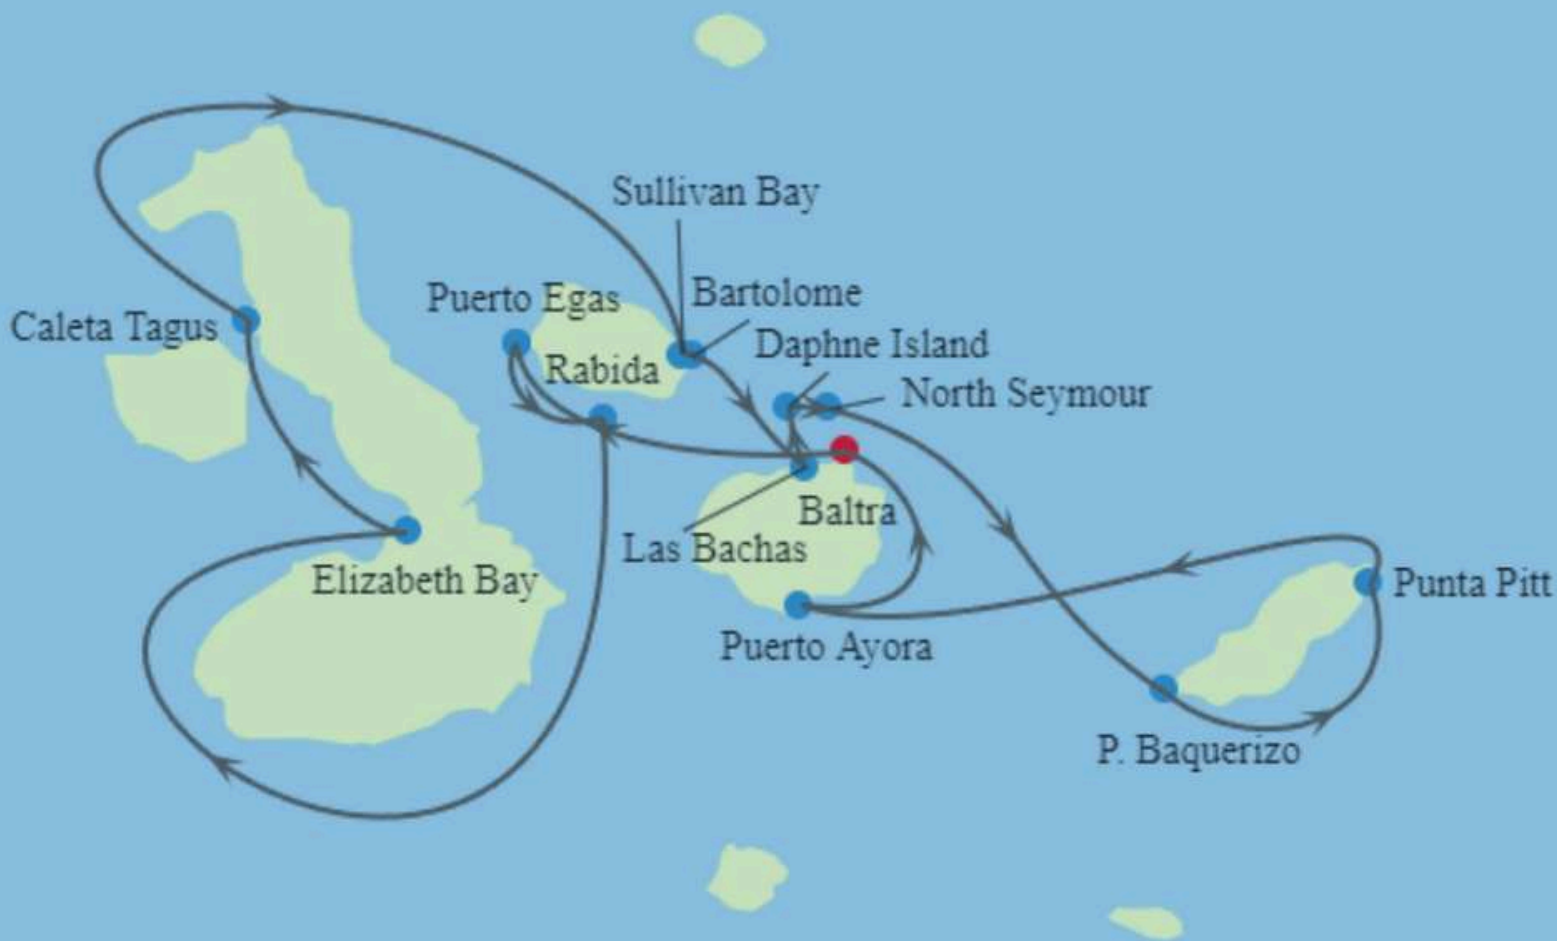 Sullivan Bay
Puerto Egas
Bartolome
Caleta Tagus
Daphne Island
Rabida
North Seymour
Baltra
Las Bachas
Elizabeth Bay
Punta Pitt
Puerto Ayora
P. Baquerizo